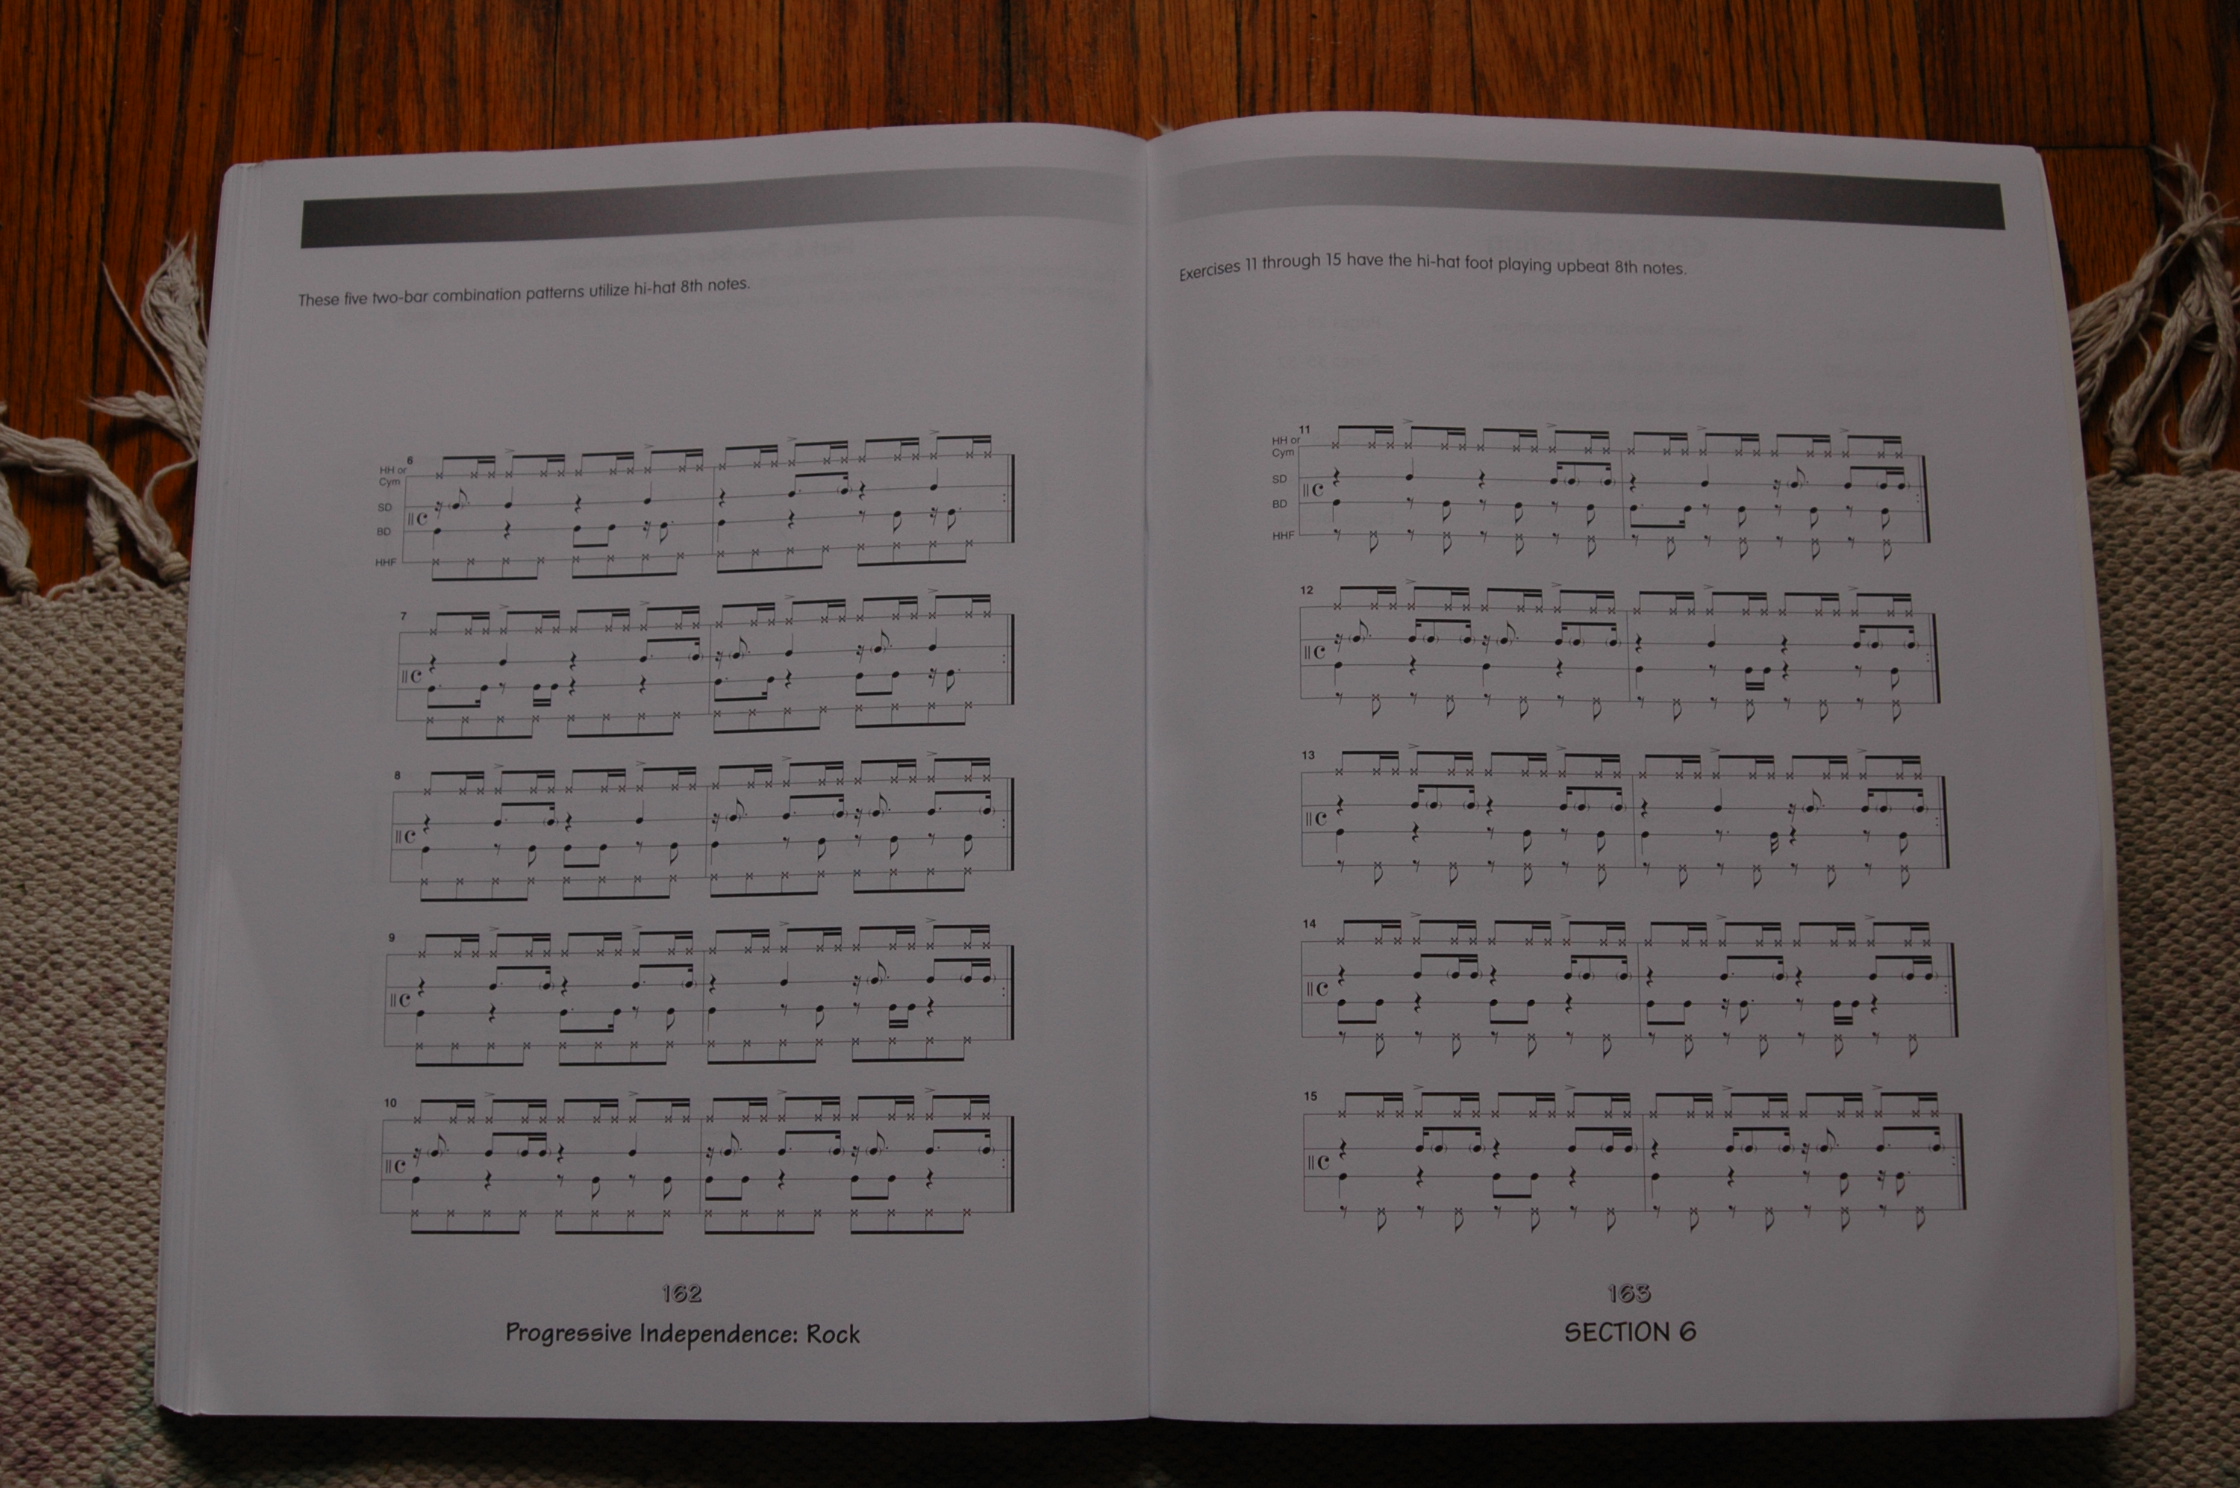 These five two-bar combination patterns utilize hi-hat 8th notes.
6
HH or
Cym
SD
BD
HHF
7
8
9
10
162
Progressive Independence: Rock
Exercises 11 through 15 have the hi-hat foot playing upbeat 8th notes.
11
HH or
Cym
SD
BD
HHF
12
13
14
15
163
SECTION 6